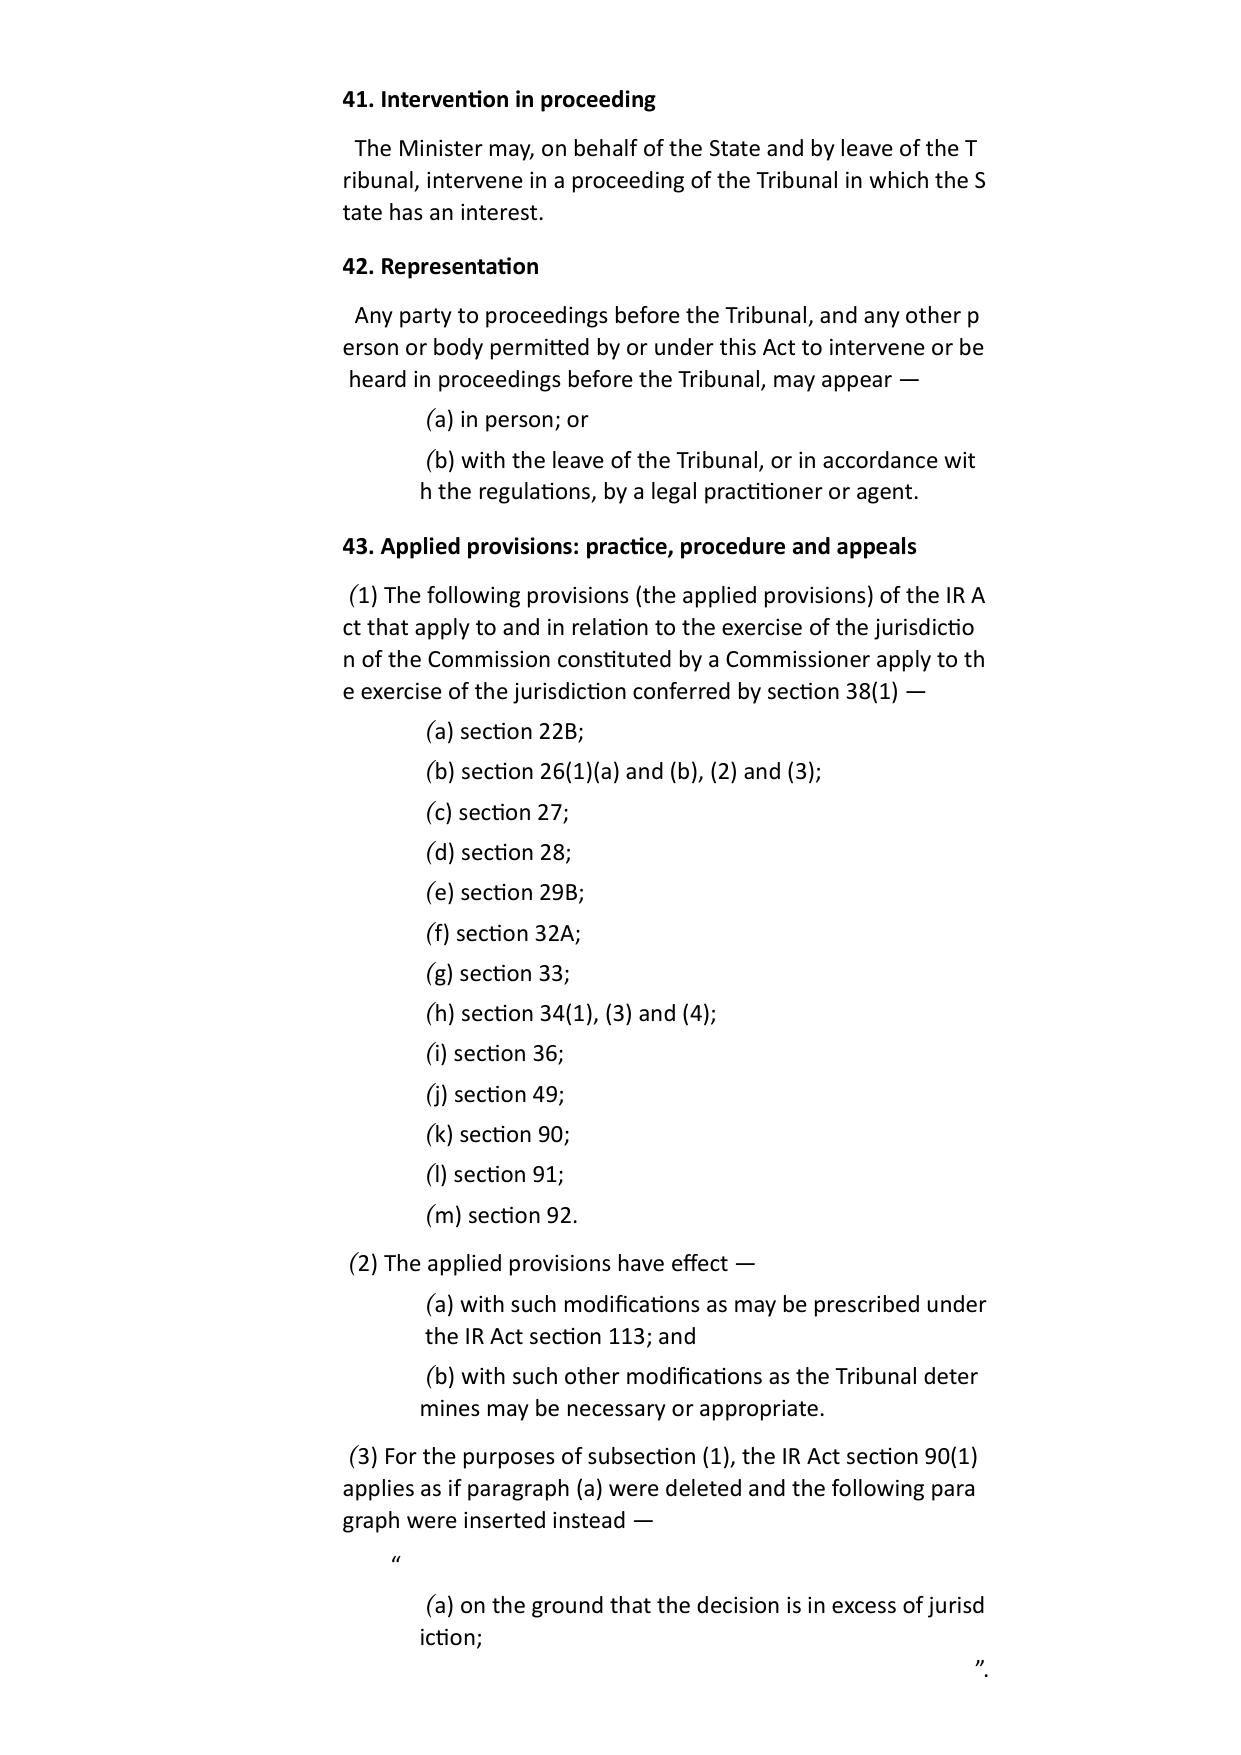 41. Intervention in proceeding
The Minister may, on behalf of the State and by leave of the T
ribunal, intervene in a proceeding of the Tribunal in which the S
tate has an interest.
42. Representation
Any party to proceedings before the Tribunal, and any other p
erson or body permitted by or under this Act to intervene or be
heard in proceedings before the Tribunal, may appear —
(a) in person; or
(b) with the leave of the Tribunal, or in accordance wit
h the regulations, by a legal practitioner or agent.
43. Applied provisions: practice, procedure and appeals
(1) The following provisions (the applied provisions) of the IR A
ct that apply to and in relation to the exercise of the jurisdictio
n of the Commission constituted by a Commissioner apply to th
e exercise of the jurisdiction conferred by section 38(1) —
(a) section 22B;
(b) section 26(1)(a) and (b), (2) and (3);
(c) section 27;
(d) section 28;
(e) section 29B;
(f) section 32A;
(g) section 33;
(h) section 34(1), (3) and (4);
(i) section 36;
(j) section 49;
(k) section 90;
(l) section 91;
(m) section 92.
(2) The applied provisions have effect —
(a) with such modifications as may be prescribed under
the IR Act section 113; and
(b) with such other modifications as the Tribunal deter
mines may be necessary or appropriate.
(3) For the purposes of subsection (1), the IR Act section 90(1)
applies as if paragraph (a) were deleted and the following para
graph were inserted instead —
“
(a) on the ground that the decision is in excess of jurisd
iction;
”.